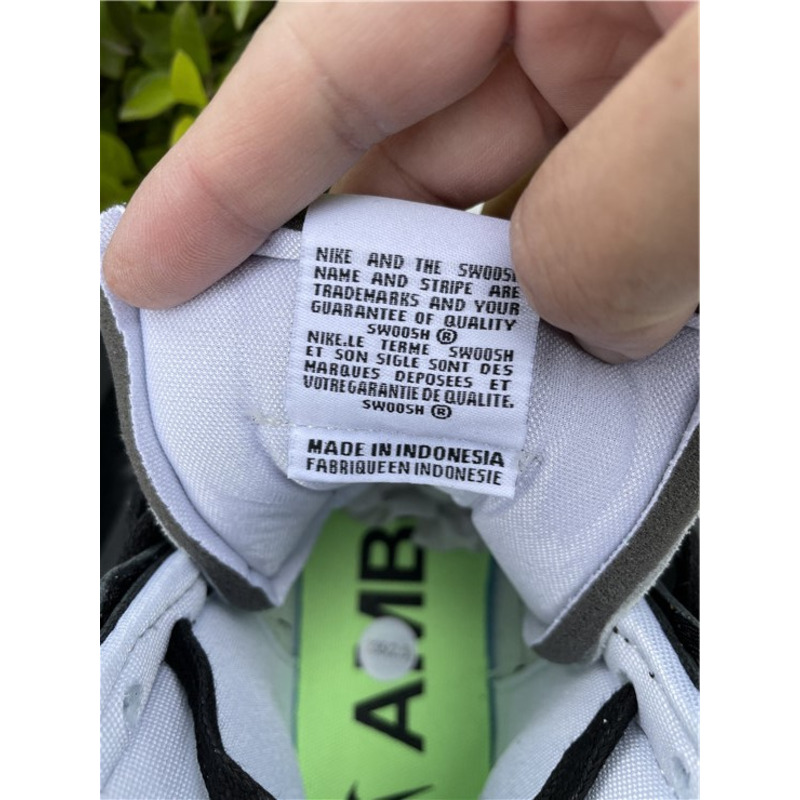 NIKE AND THE SWOOSH
NAME AND STRIPE ARE
TRADEMARKS AND YOUR
GUARANTEE OF QUALITY
SWOOSH ®
NIKE.LE TERME SWOOSH
ET SON SIGLE SONT DES
MARQUES DEPOSEES ET
VOTREGARANTIE DE QUALITE.
SWOOSH ®
MADE IN INDONESIA
FABRIQUEEN INDONESIE
AMB